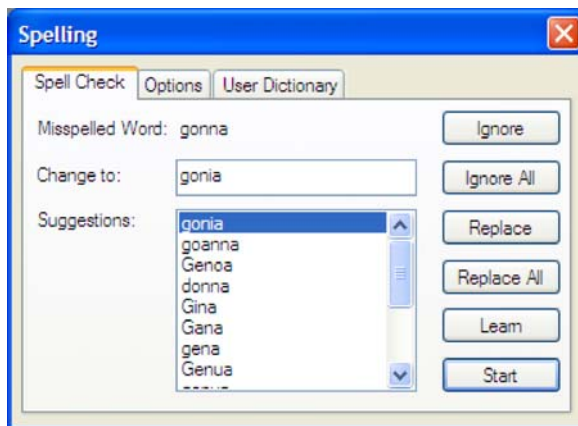 Spelling
Spell Check Options User Dictionary
Misspelled Word: gonna
Ignore
Change to: gonia
Ignore All
Suggestions:
gonia
goanna
Genoa
donna
Gina
Gana
gena
Genua
Replace
Replace All
Learn
Start